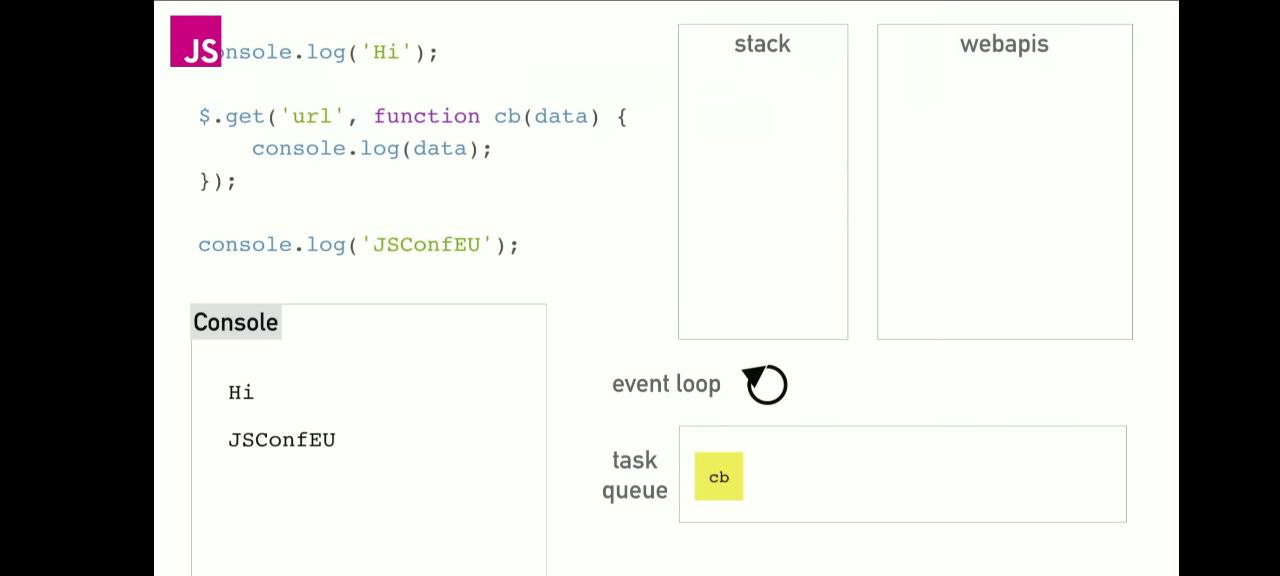 JS
onsole.log('Hi');
$.get('url', function cb(data) {
    console.log(data);
});
console.log('JSConfEU');
Console
Hi
JSConfEU
stack
webapis
event loop
task
queue
cb